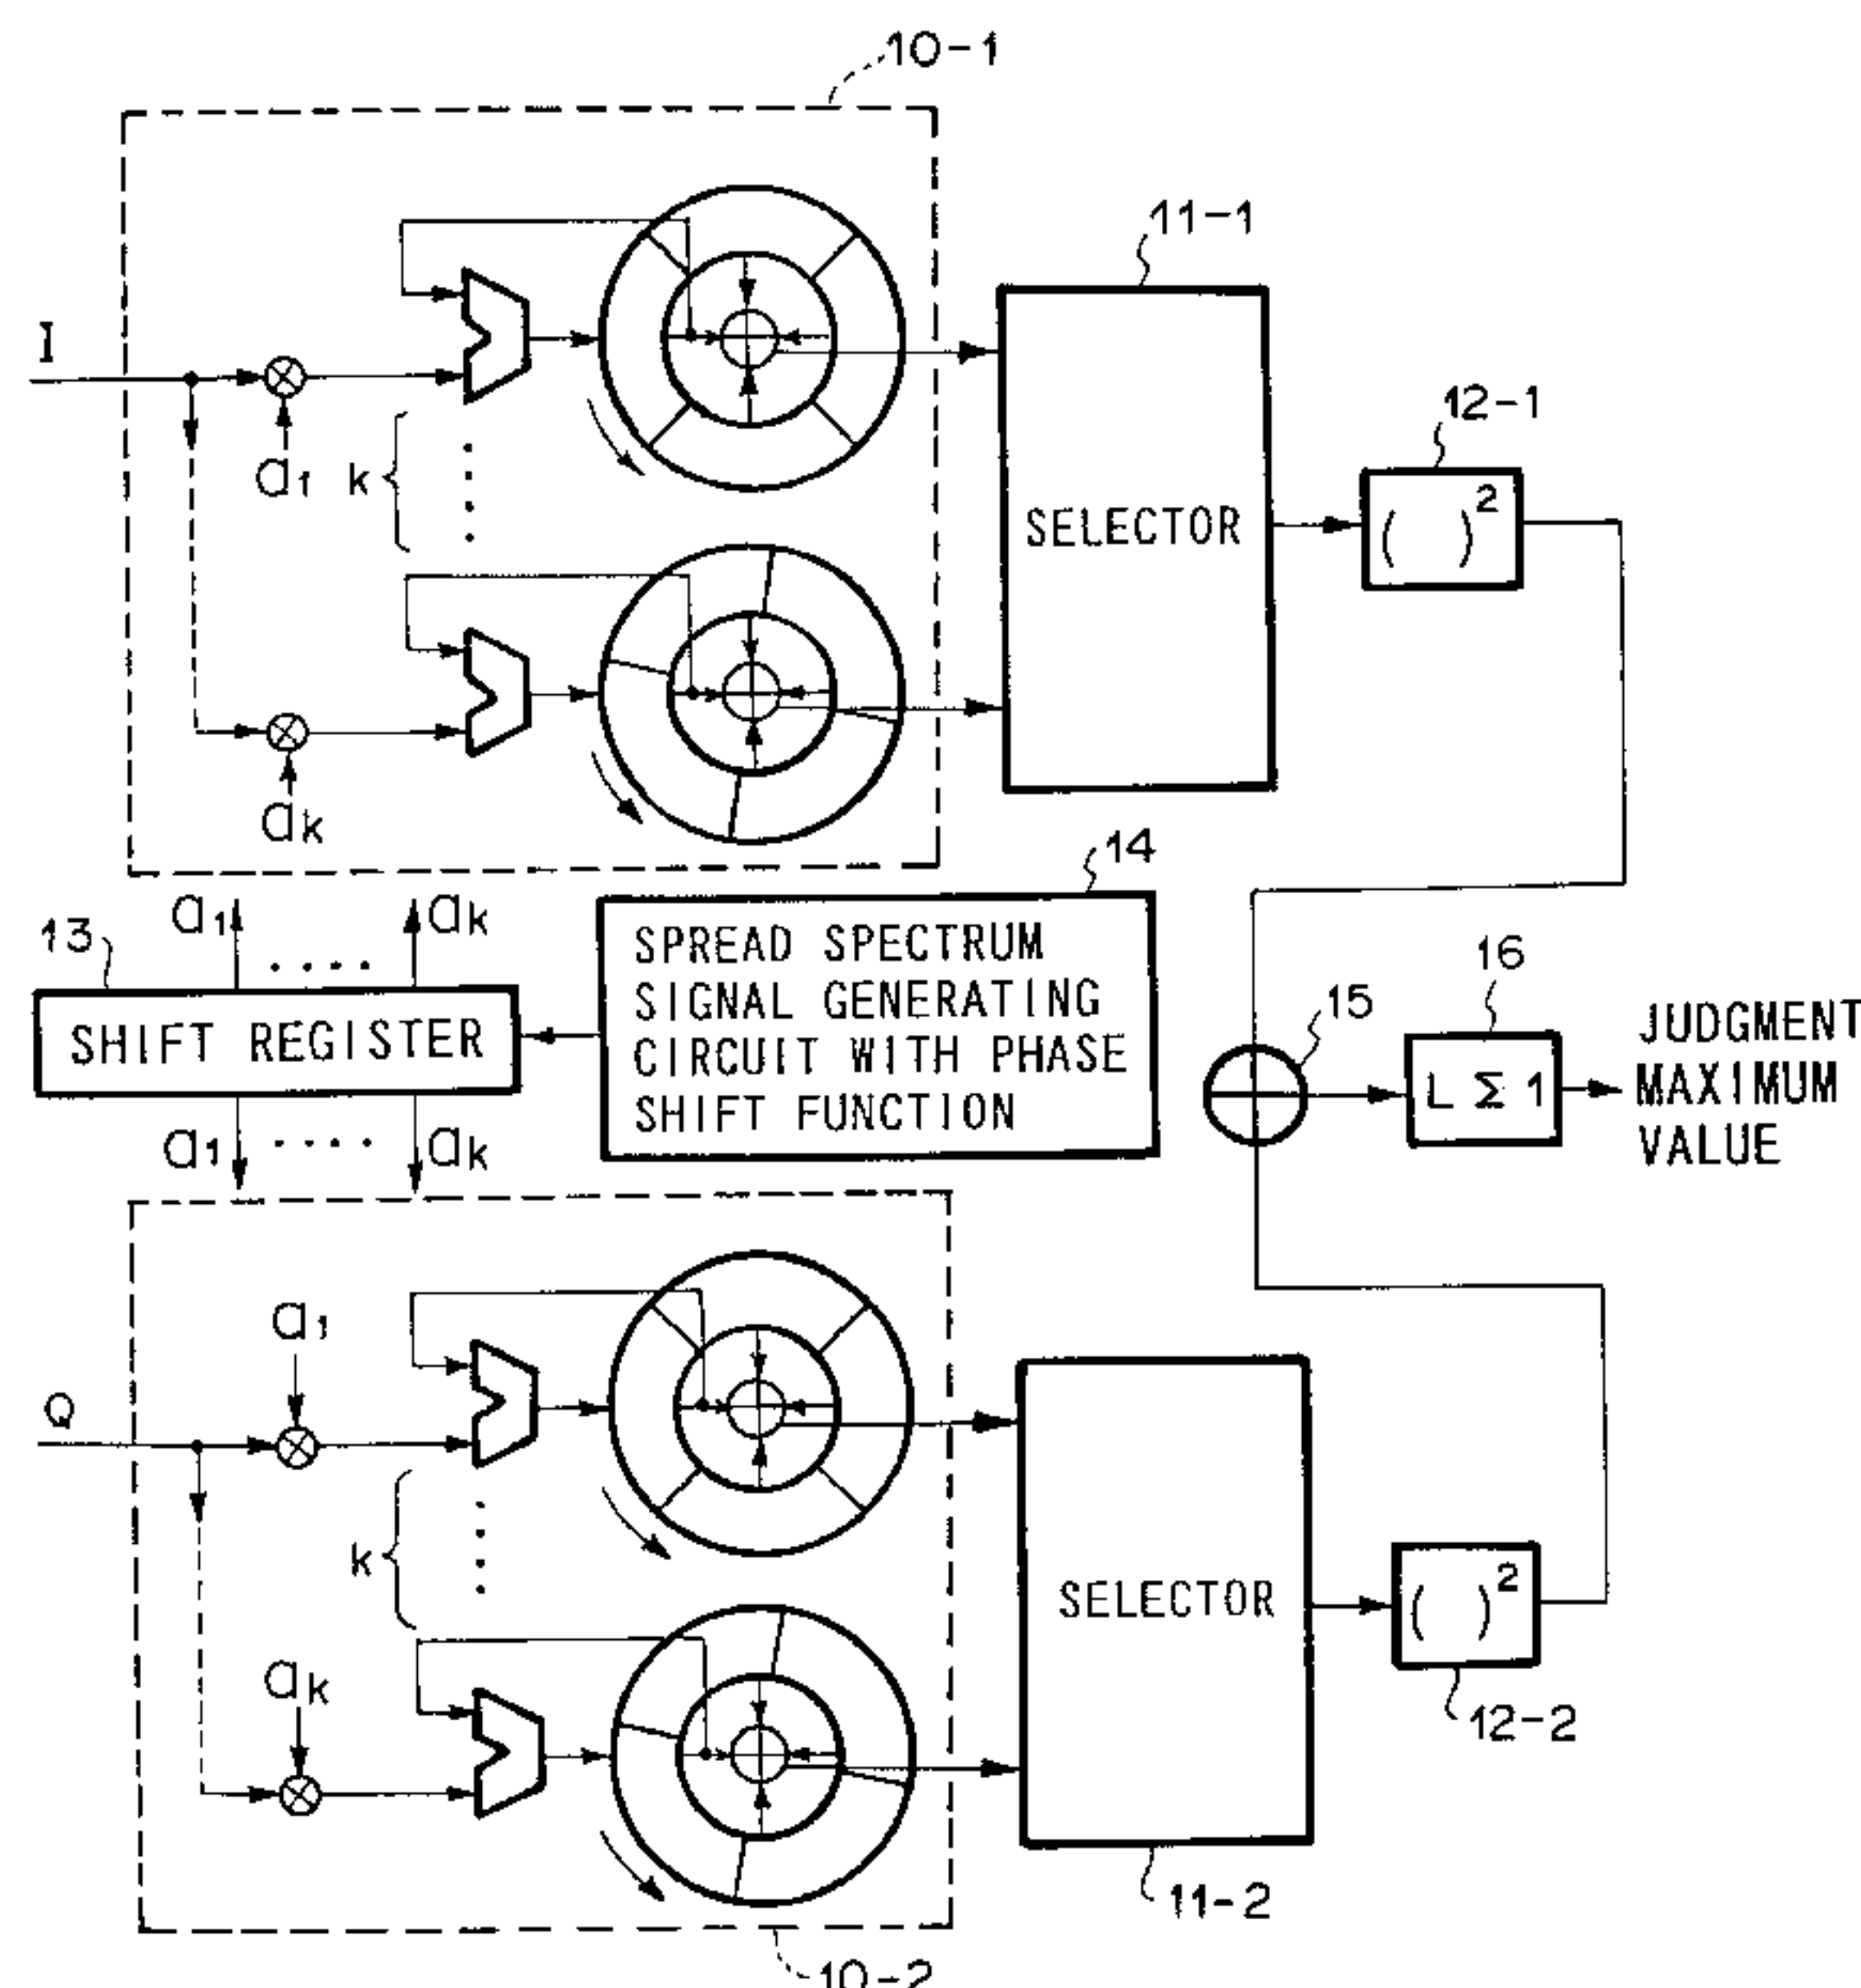 10-1
11-1
I
12-1
a1
k
SELECTOR
( )2
ak
14
13
a1
ak
SPREAD SPECTRUM
SIGNAL GENERATING
CIRCUIT WITH PHASE
SHIFT FUNCTION
SHIFT REGISTER
16
15
JUDGMENT
MAXIMUM
VALUE
L Σ 1
a1
ak
a1
Q
k
SELECTOR
( )2
ak
12-2
11-2
10-2